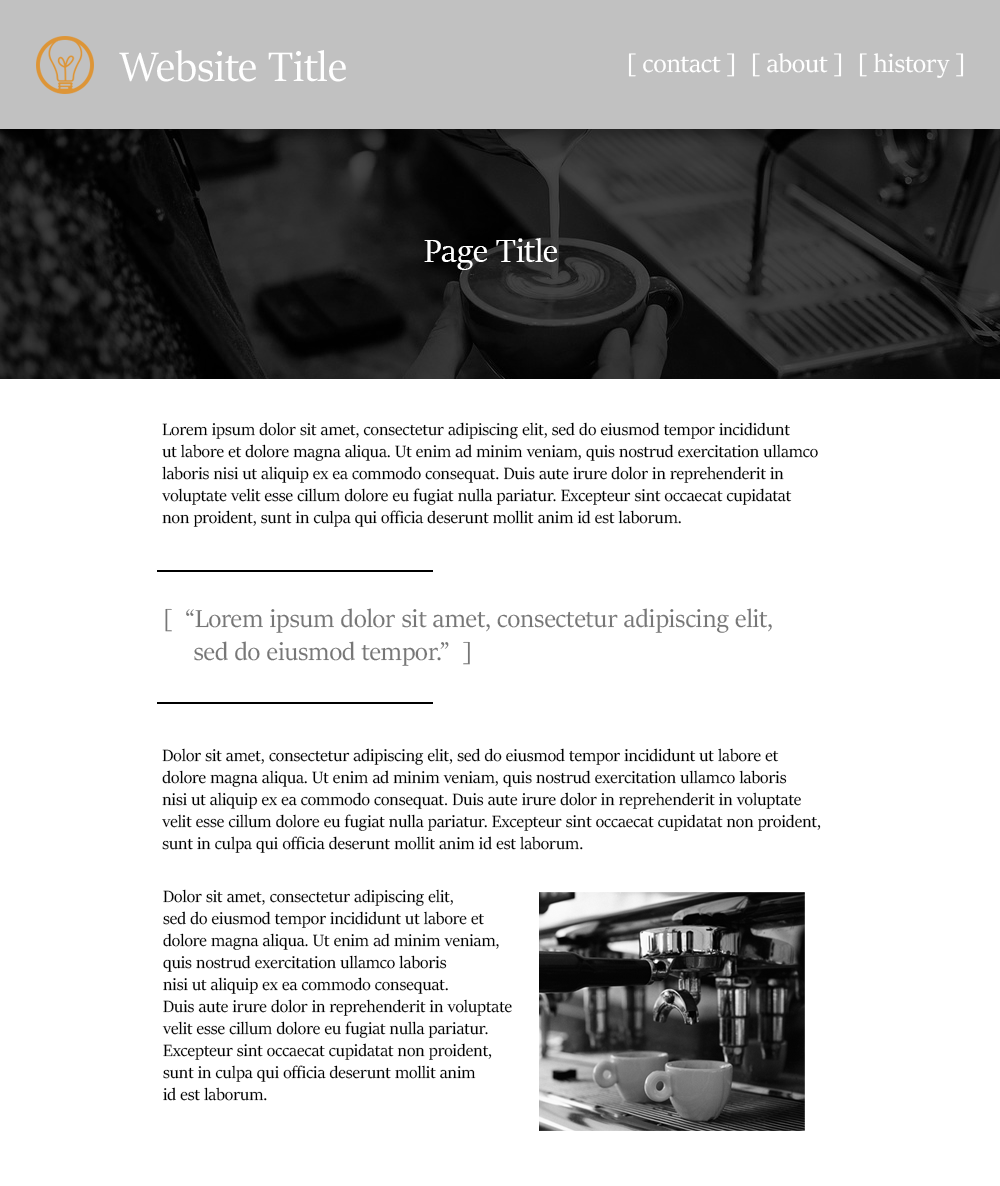 Website Title
[ contact ] [ about ] [ history ]
Page Title
Lorem ipsum dolor sit amet, consectetur adipiscing elit, sed do eiusmod tempor incididunt
ut labore et dolore magna aliqua. Ut enim ad minim veniam, quis nostrud exercitation ullamco
laboris nisi ut aliquip ex ea commodo consequat. Duis aute irure dolor in reprehenderit in
voluptate velit esse cillum dolore eu fugiat nulla pariatur. Excepteur sint occaecat cupidatat
non proident, sunt in culpa qui officia deserunt mollit anim id est laborum.
[ “Lorem ipsum dolor sit amet, consectetur adipiscing elit,
sed do eiusmod tempor.” ]
Dolor sit amet, consectetur adipiscing elit, sed do eiusmod tempor incididunt ut labore et
dolore magna aliqua. Ut enim ad minim veniam, quis nostrud exercitation ullamco laboris
nisi ut aliquip ex ea commodo consequat. Duis aute irure dolor in reprehenderit in voluptate
velit esse cillum dolore eu fugiat nulla pariatur. Excepteur sint occaecat cupidatat non proident,
sunt in culpa qui officia deserunt mollit anim id est laborum.
Dolor sit amet, consectetur adipiscing elit,
sed do eiusmod tempor incididunt ut labore et
dolore magna aliqua. Ut enim ad minim veniam,
quis nostrud exercitation ullamco laboris
nisi ut aliquip ex ea commodo consequat.
Duis aute irure dolor in reprehenderit in voluptate
velit esse cillum dolore eu fugiat nulla pariatur.
Excepteur sint occaecat cupidatat non proident,
sunt in culpa qui officia deserunt mollit anim
id est laborum.